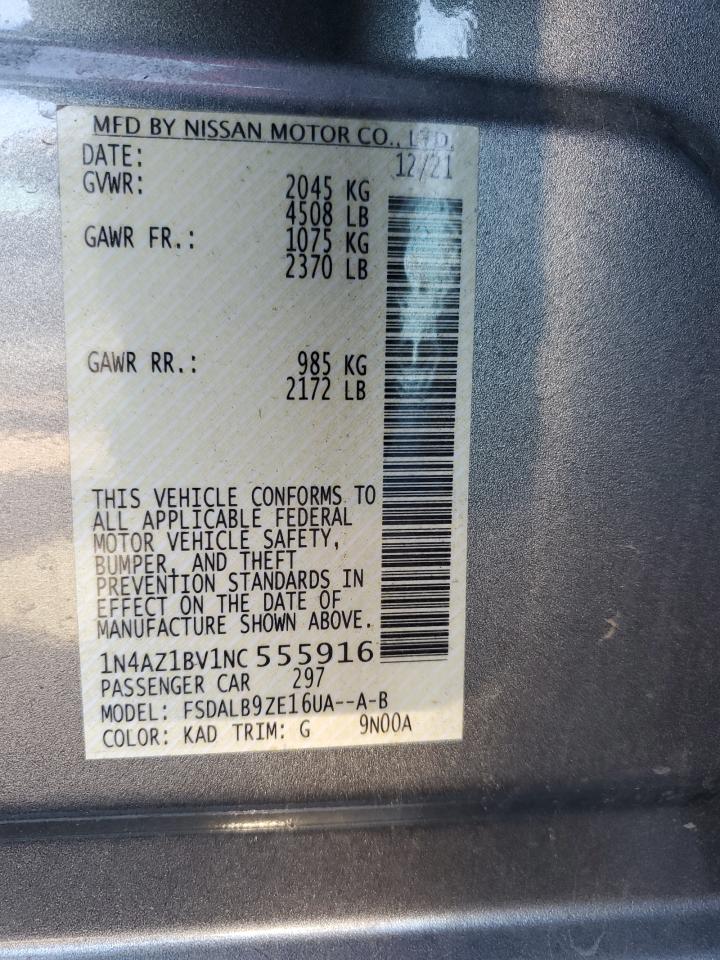 MFD BY NISSAN MOTOR CO., LTD.
DATE: 12/21
GVWR: 2045 KG
4508 LB
GAWR FR.: 1075 KG
2370 LB
GAWR RR.: 985 KG
2172 LB
THIS VEHICLE CONFORMS TO
ALL APPLICABLE FEDERAL
MOTOR VEHICLE SAFETY,
BUMPER, AND THEFT
PREVENTION STANDARDS IN
EFFECT ON THE DATE OF
MANUFACTURE SHOWN ABOVE.
1N4AZ1BV1NC 555916
PASSENGER CAR 297
MODEL: FSDALB9ZE16UA--A-B
COLOR: KAD TRIM: G 9N00A